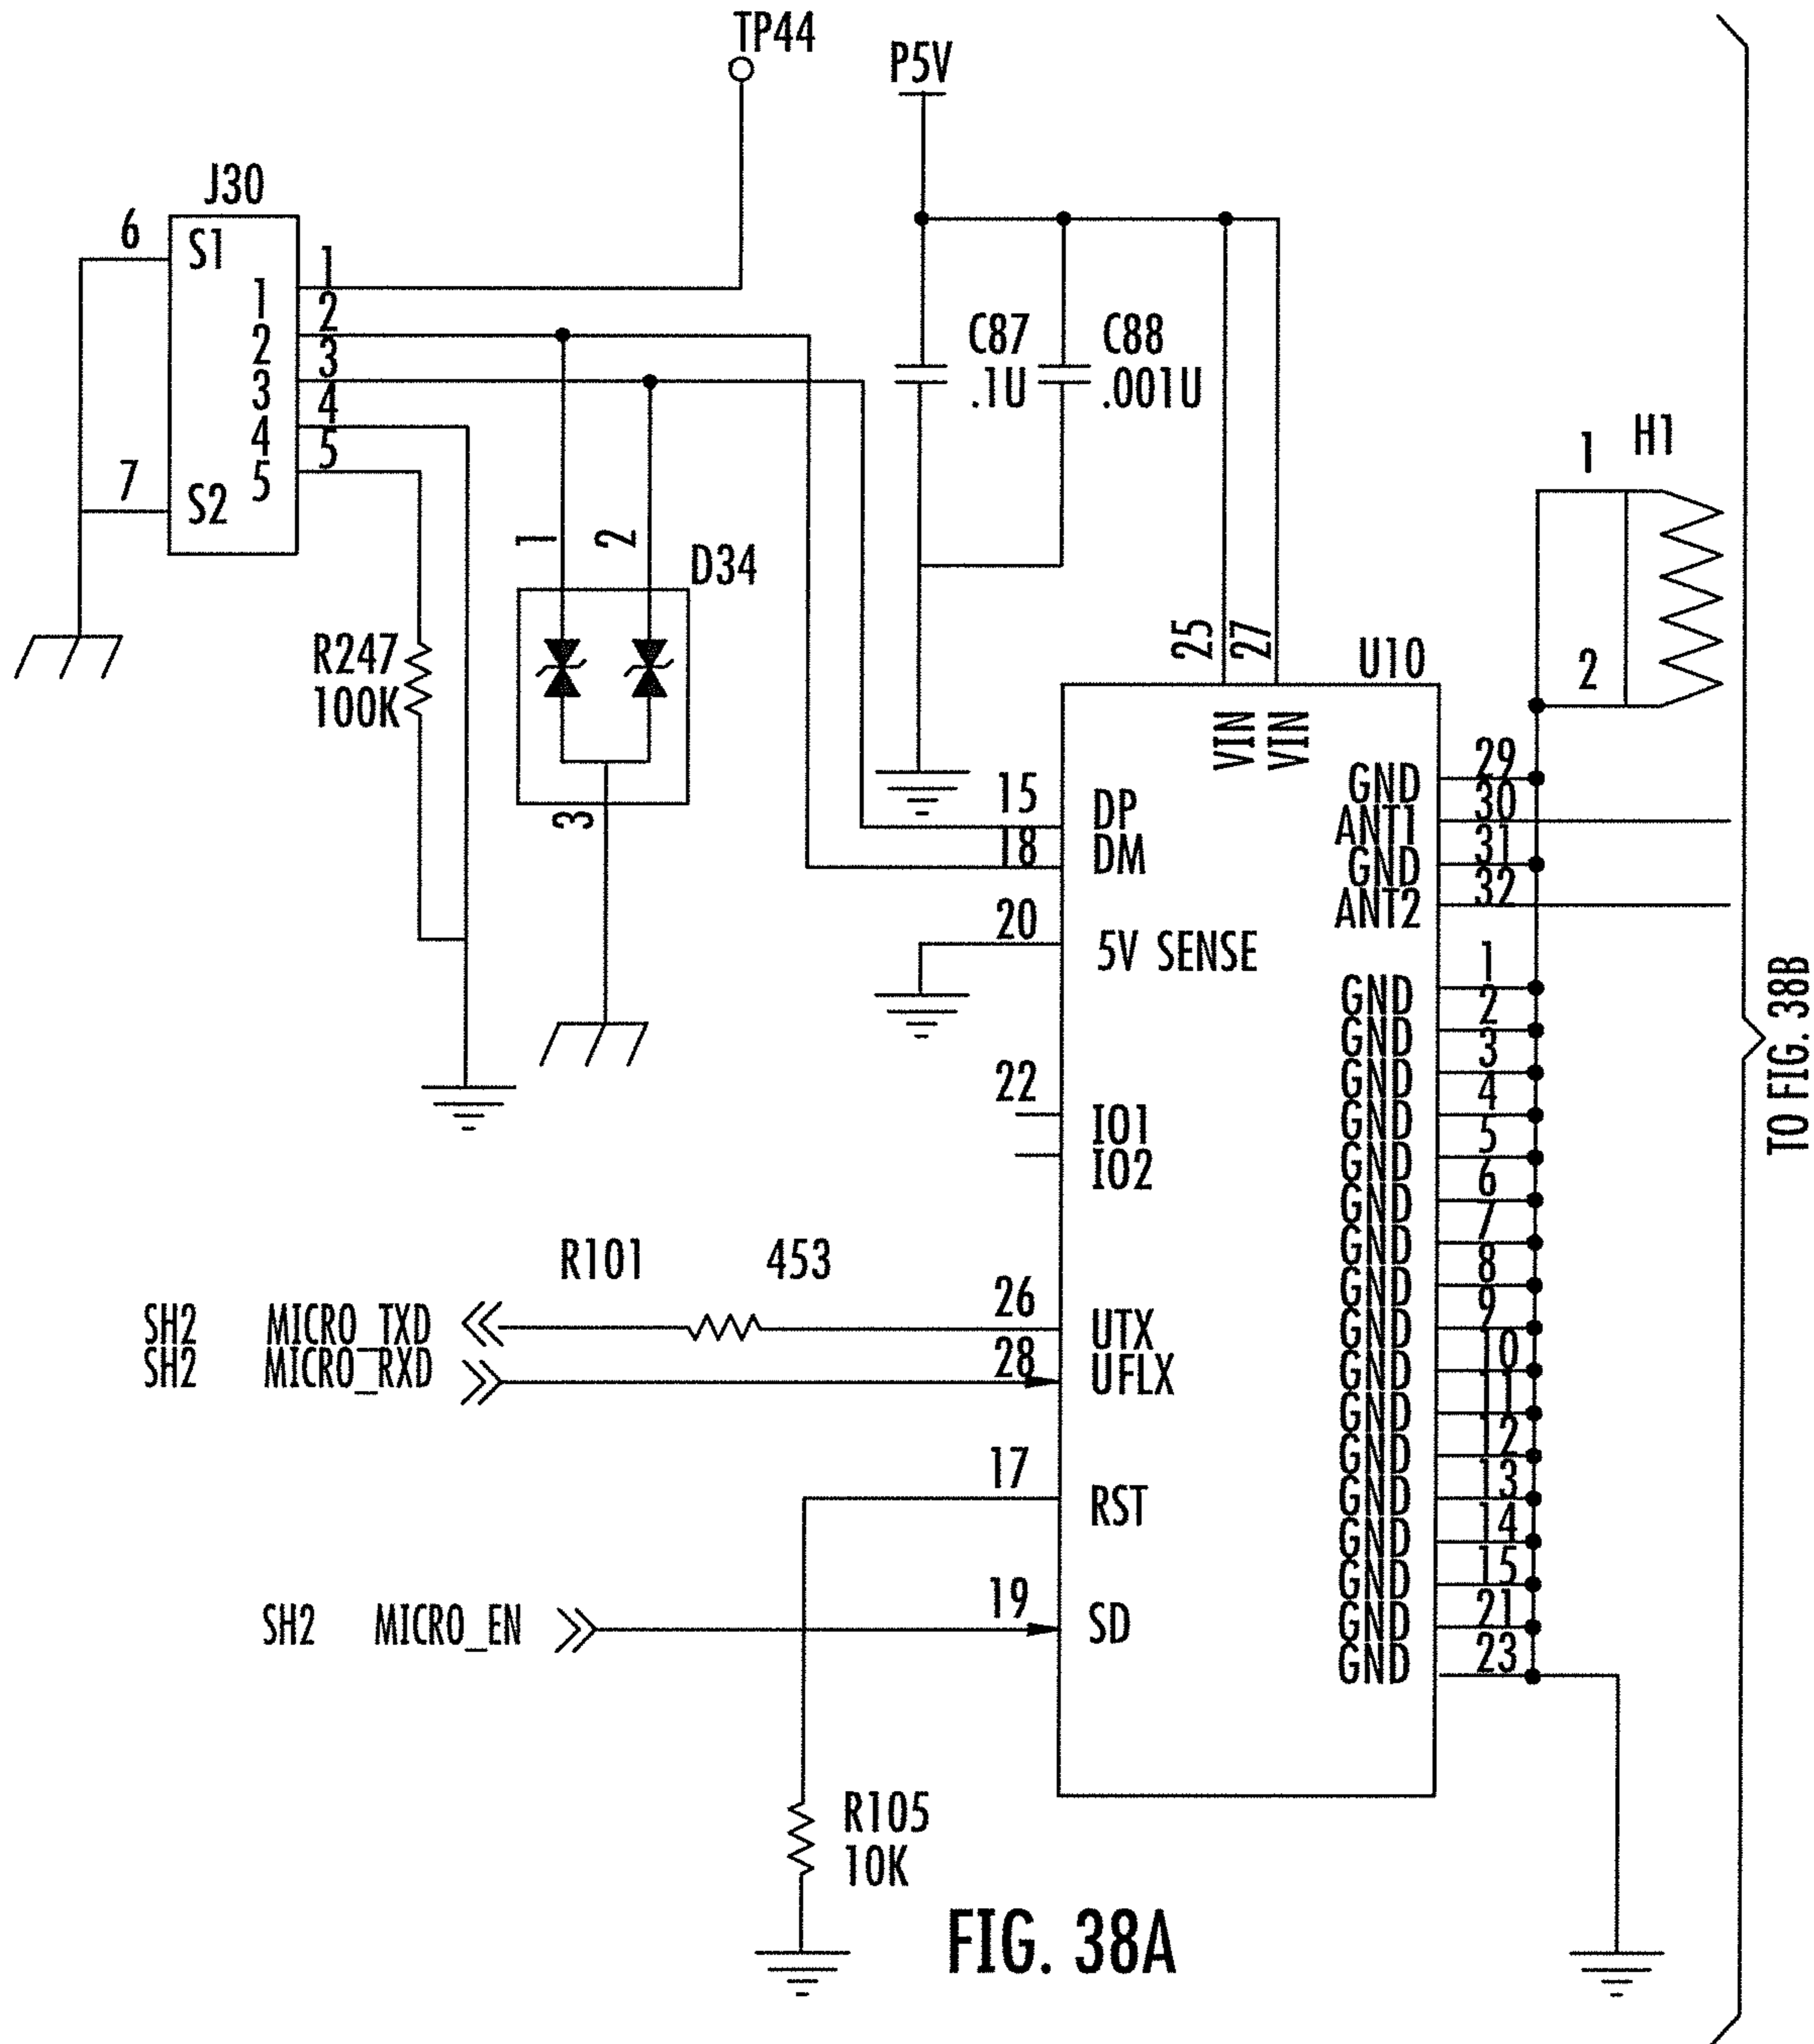 TP44
P5V
J30
6
S1
1
1
2
2
3
3
4
4
5
5
7
S2
C87
.1U
C88
.001U
1
H1
2
1
2
D34
3
R247
100K
25
27
U10
VIN
VIN
15
DP
18
DM
20
5V SENSE
22
IO1
IO2
R101
453
SH2
MICRO_TXD
26
UTX
SH2
MICRO_RXD
28
UFLX
17
RST
SH2
MICRO_EN
19
SD
GND
29
ANT1
30
GND
31
ANT2
32
GND
1
GND
2
GND
3
GND
4
GND
5
GND
6
GND
7
GND
8
GND
9
GND
10
GND
11
GND
12
GND
13
GND
14
GND
15
GND
21
GND
23
R105
10K
TO FIG. 38B
FIG. 38A